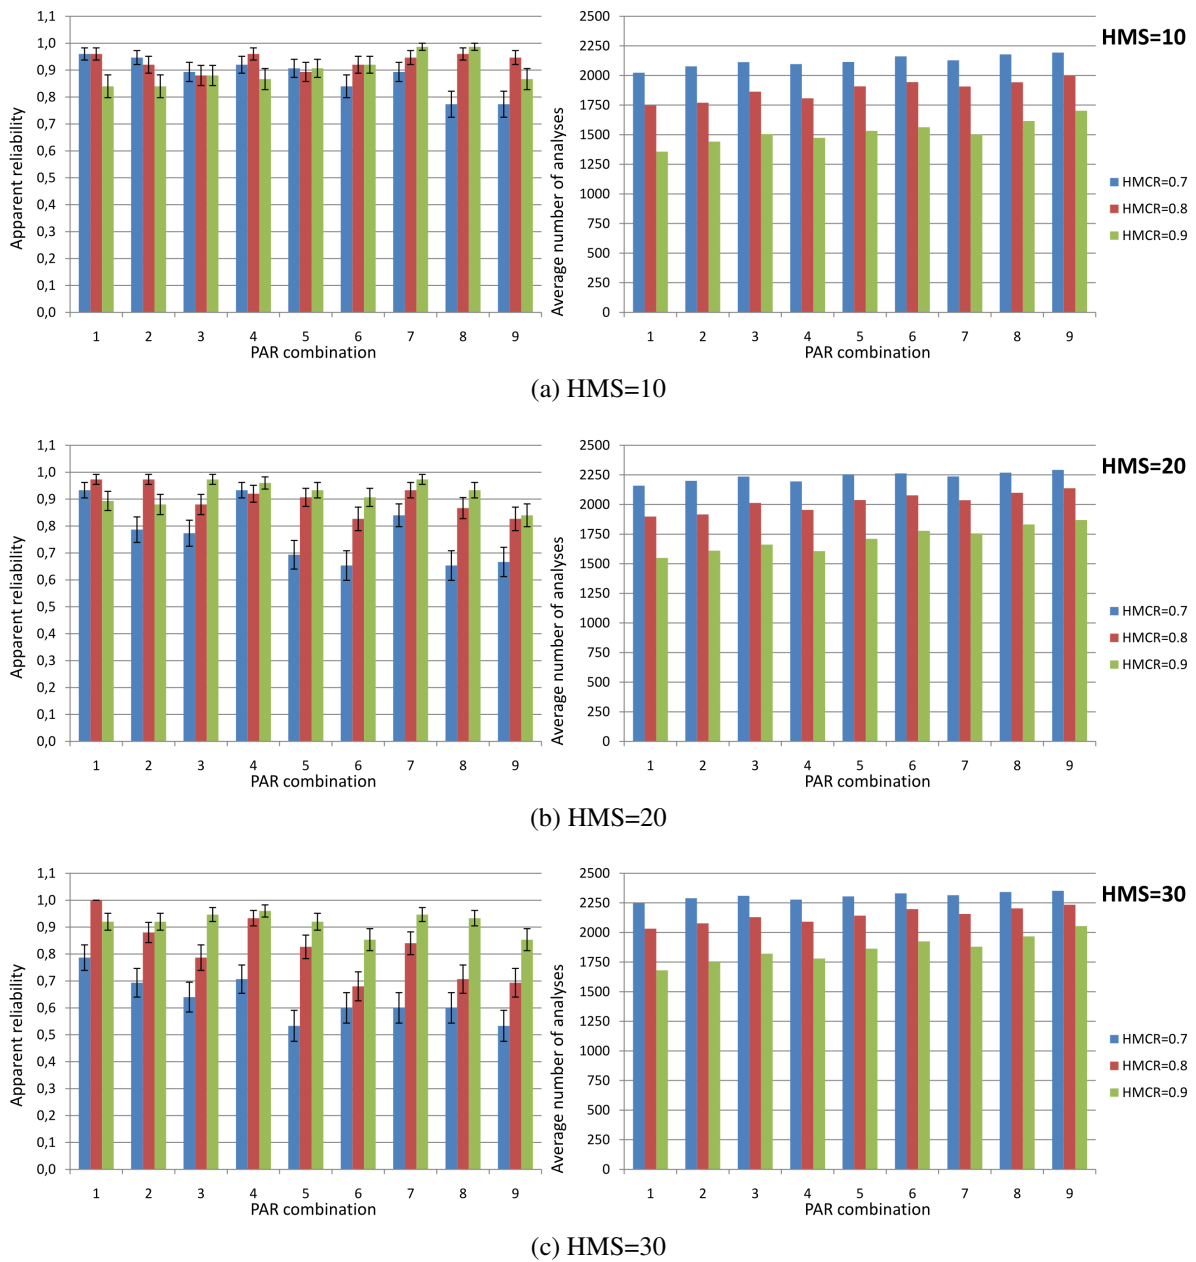 1,1
1,0
0,9
0,8
0,7
0,6
0,5
0,4
0,3
0,2
0,1
0,0
Apparent reliability
1 2 3 4 5 6 7 8 9
PAR combination
2500
2250
2000
1750
1500
1250
1000
750
500
250
0
Average number of analyses
1 2 3 4 5 6 7 8 9
PAR combination
HMS=10
HMCR=0.7
HMCR=0.8
HMCR=0.9
(a) HMS=10
1,1
1,0
0,9
0,8
0,7
0,6
0,5
0,4
0,3
0,2
0,1
0,0
Apparent reliability
1 2 3 4 5 6 7 8 9
PAR combination
2500
2250
2000
1750
1500
1250
1000
750
500
250
0
Average number of analyses
1 2 3 4 5 6 7 8 9
PAR combination
HMS=20
HMCR=0.7
HMCR=0.8
HMCR=0.9
(b) HMS=20
1,1
1,0
0,9
0,8
0,7
0,6
0,5
0,4
0,3
0,2
0,1
0,0
Apparent reliability
1 2 3 4 5 6 7 8 9
PAR combination
2500
2250
2000
1750
1500
1250
1000
750
500
250
0
Average number of analyses
1 2 3 4 5 6 7 8 9
PAR combination
HMS=30
HMCR=0.7
HMCR=0.8
HMCR=0.9
(c) HMS=30